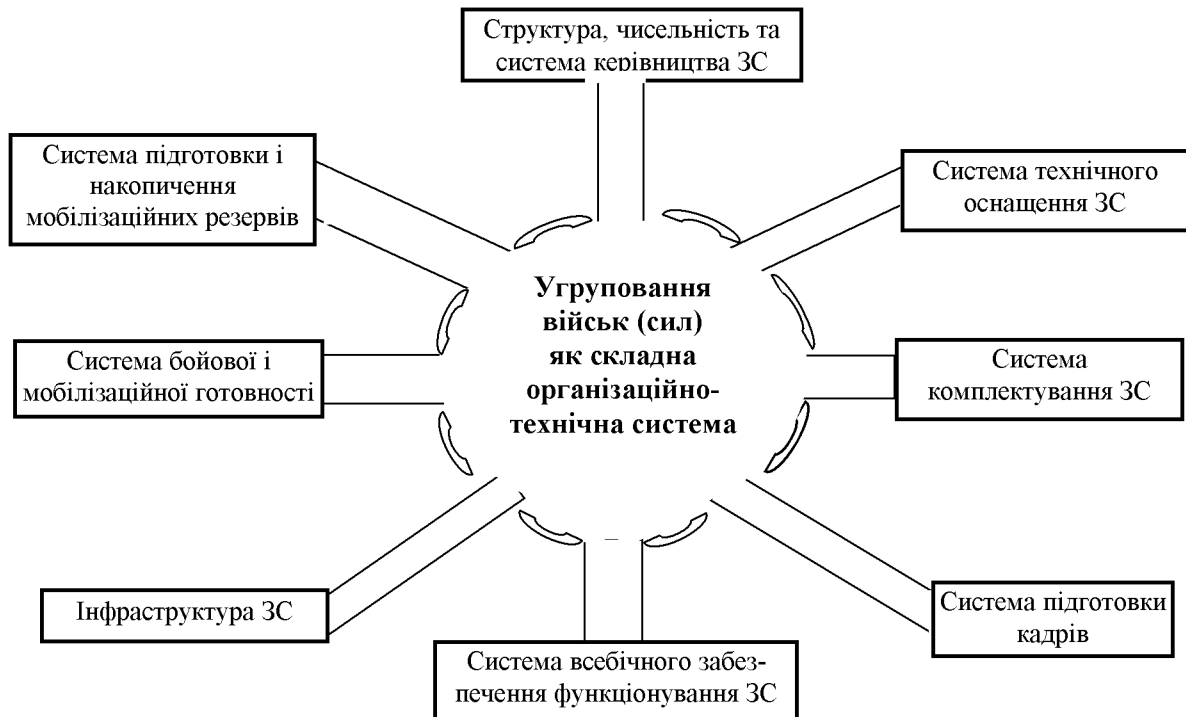 Структура, чисельність та
система керівництва ЗС
Система підготовки і
накопичення
мобілізаційних резервів
Система технічного
оснащення ЗС
Угруповання
військ (сил)
як складна
організаційно-
технічна система
Система бойової і
мобілізаційної готовності
Система
комплектування ЗС
Інфраструктура ЗС
Система підготовки
кадрів
Система всебічного забез-
печення функціонування ЗС